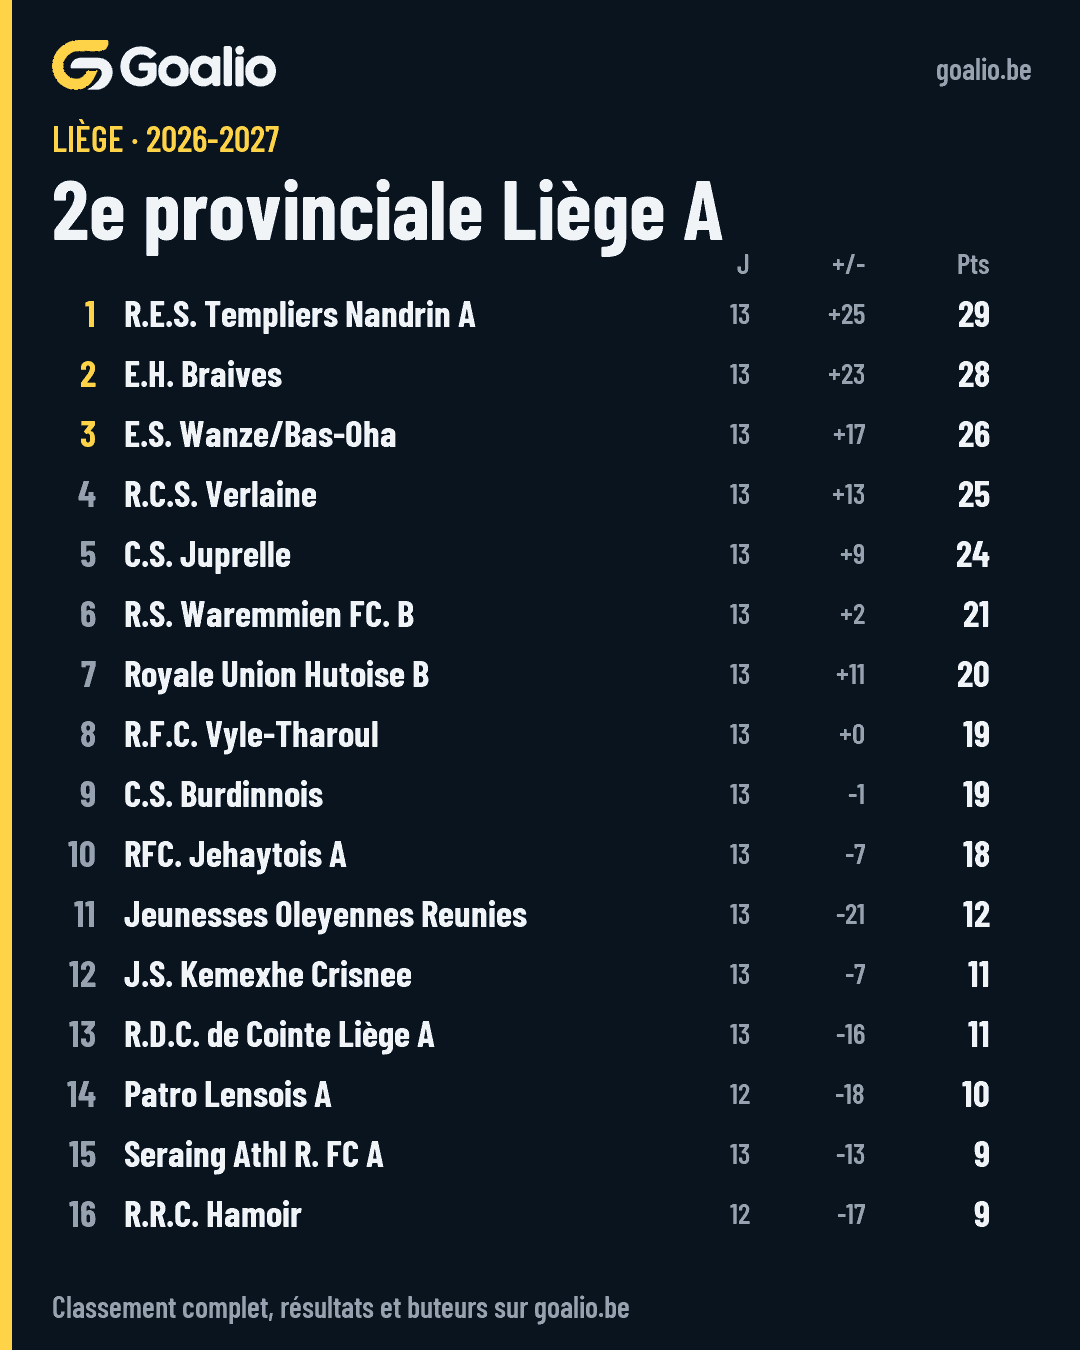 Goalio
goalio.be
LIÈGE · 2026-2027
2e provinciale Liège A
J +/- Pts
1 R.E.S. Templiers Nandrin A 13 +25 29
2 E.H. Braives 13 +23 28
3 E.S. Wanze/Bas-Oha 13 +17 26
4 R.C.S. Verlaine 13 +13 25
5 C.S. Juprelle 13 +9 24
6 R.S. Waremmien FC. B 13 +2 21
7 Royale Union Hutoise B 13 +11 20
8 R.F.C. Vyle-Tharoul 13 +0 19
9 C.S. Burdinnois 13 -1 19
10 RFC. Jehaytois A 13 -7 18
11 Jeunesses Oleyennes Reunies 13 -21 12
12 J.S. Kemexhe Crisnee 13 -7 11
13 R.D.C. de Cointe Liège A 13 -16 11
14 Patro Lensois A 12 -18 10
15 Seraing Athl R. FC A 13 -13 9
16 R.R.C. Hamoir 12 -17 9
Classement complet, résultats et buteurs sur goalio.be